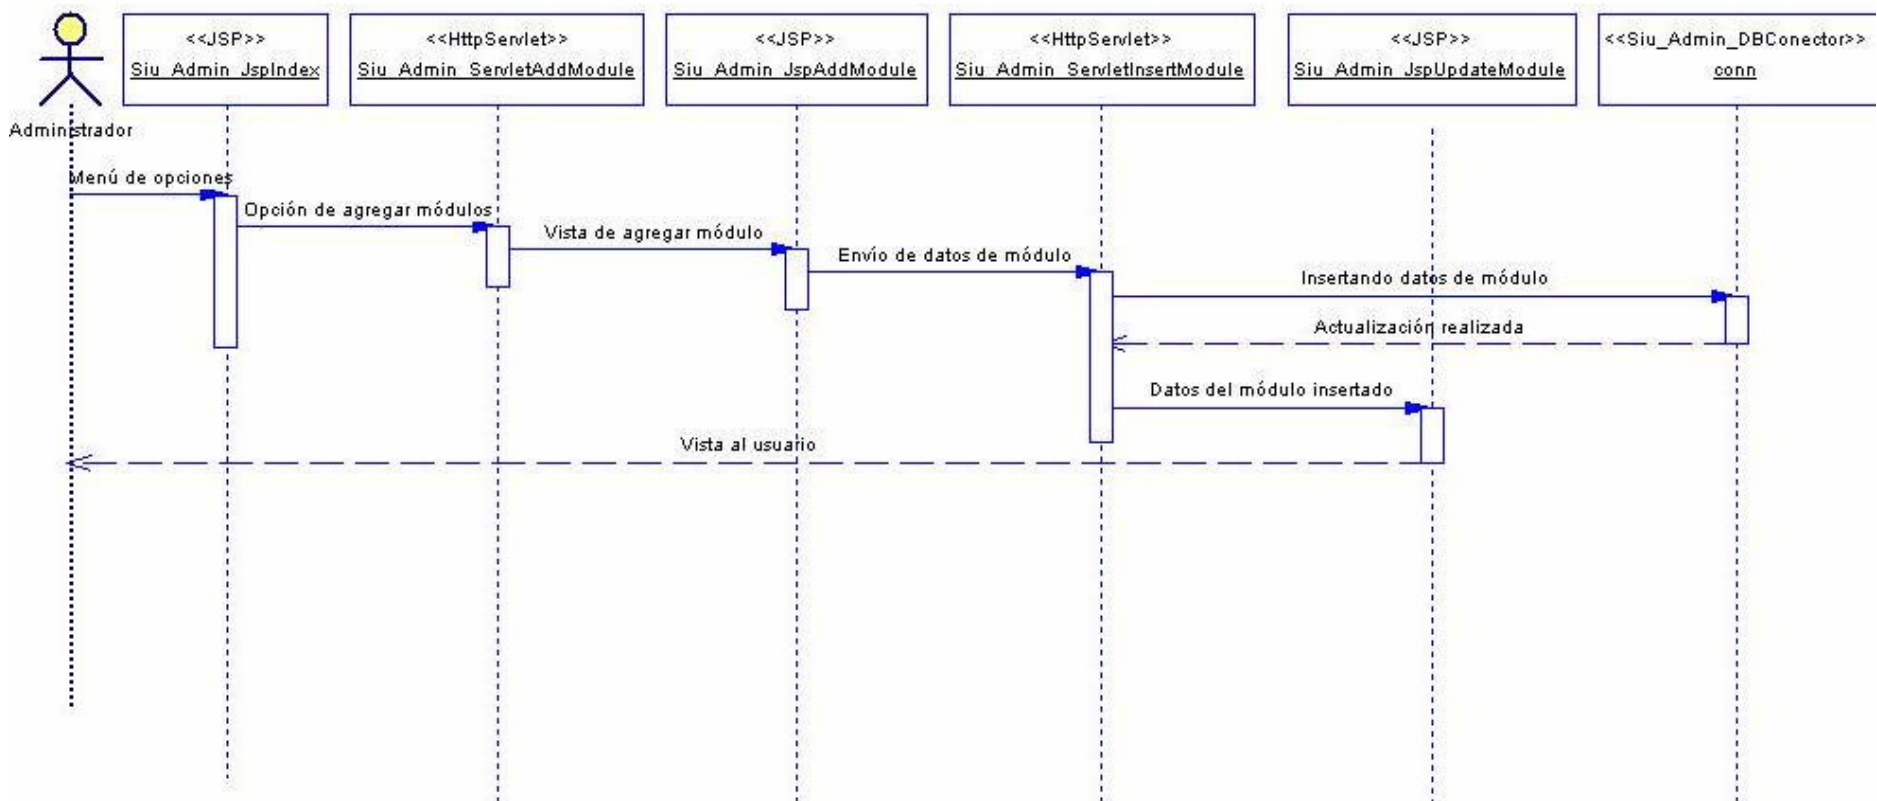 <<JSP>>
Siu_Admin_JspIndex
<<HttpServlet>>
Siu_Admin_ServletAddModule
<<JSP>>
Siu_Admin_JspAddModule
<<HttpServlet>>
Siu_Admin_ServletInsertModule
<<JSP>>
Siu_Admin_JspUpdateModule
<<Siu_Admin_DBConector>>
conn
Administrador
Menú de opciones
Opción de agregar módulos
Vista de agregar módulo
Envío de datos de módulo
Insertando datos de módulo
Actualización realizada
Datos del módulo insertado
Vista al usuario